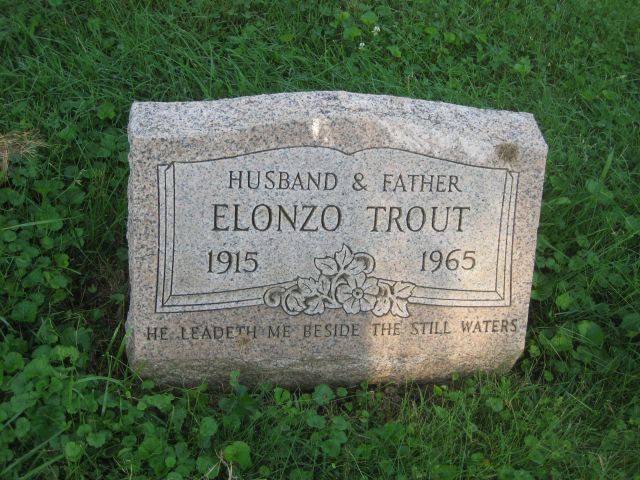 HUSBAND & FATHER
ELONZO TROUT
1915 1965
HE LEADETH ME BESIDE THE STILL WATERS